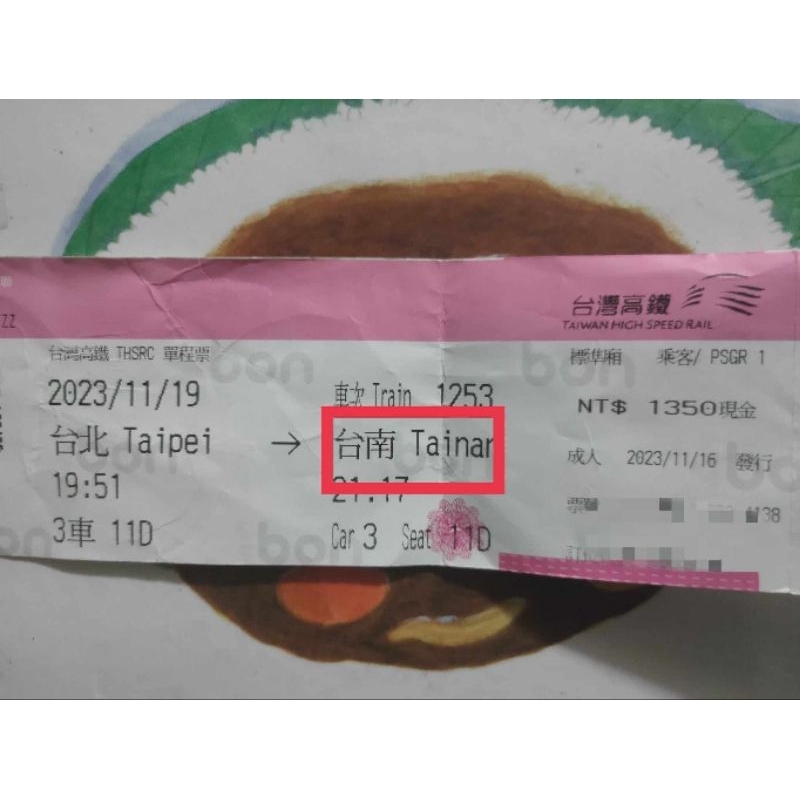 台灣高鐵
TAIWAN HIGH SPEED RAIL
台灣高鐵 THSRC 單程票
標準廂 乘客/ PSGR 1
2023/11/19
車次 Train 1253
NT$ 1350現金
台北 Taipei → 台南 Tainan
成人 2023/11/16 發行
19:51
21:17
3車 11D
Car 3 Seat 11D